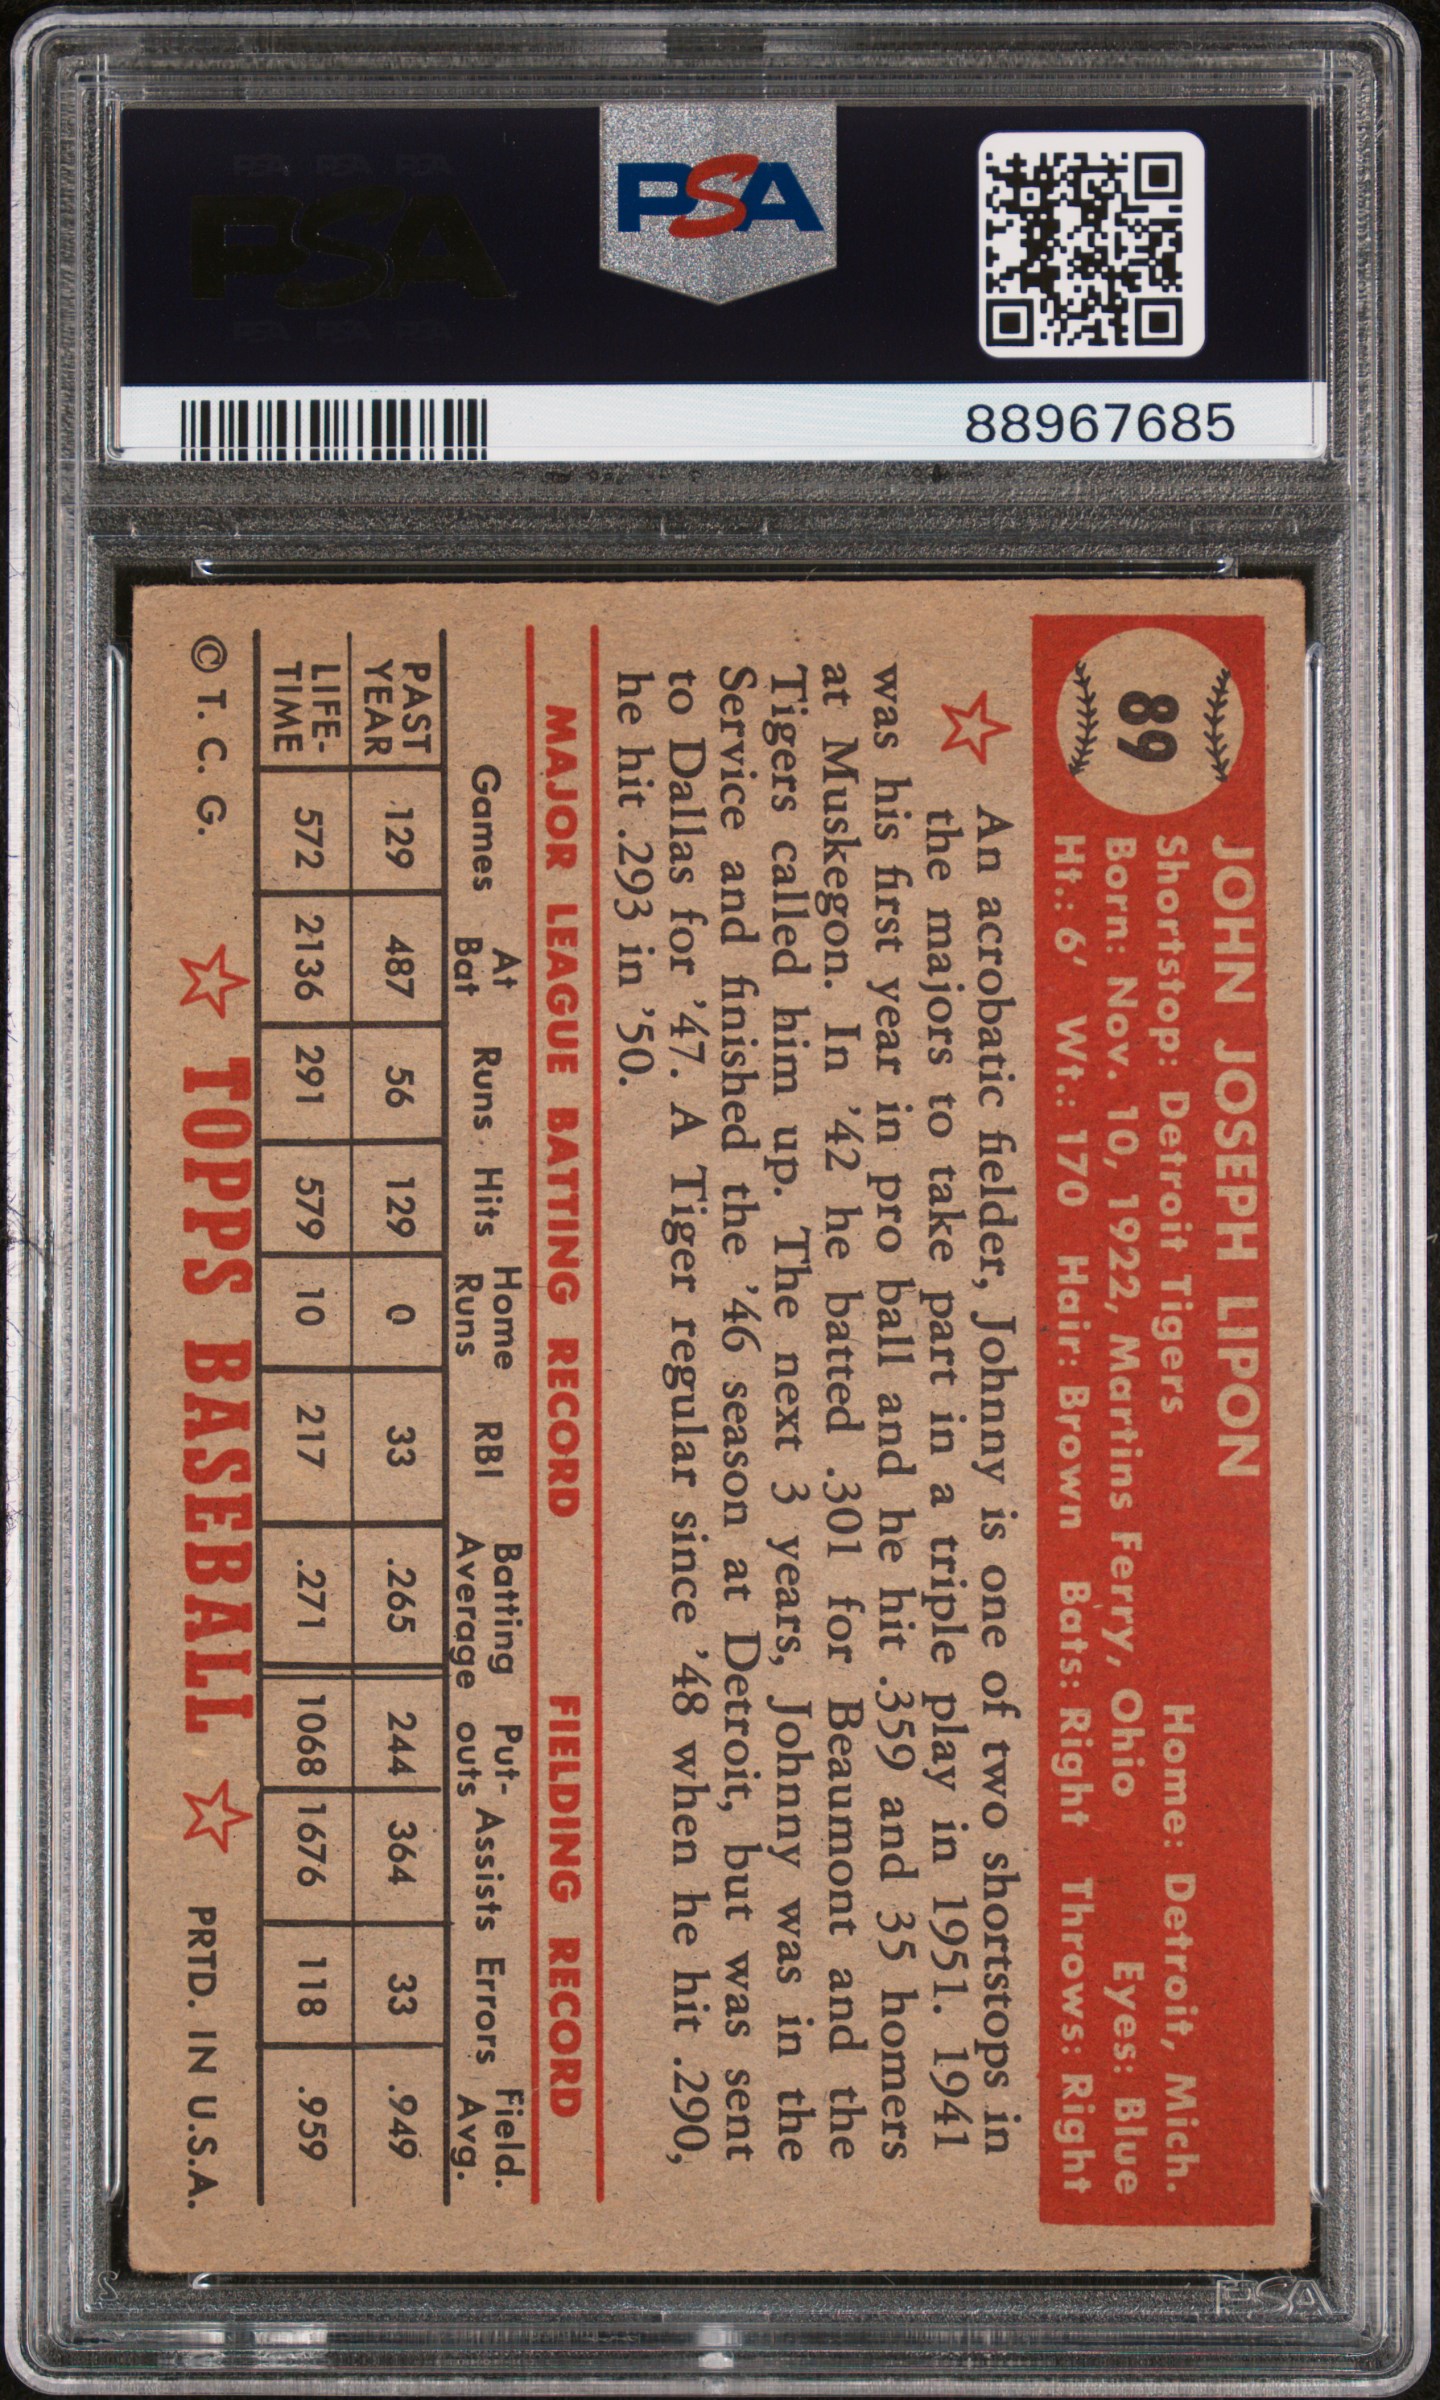 PSA
PSA PSA PSA
PSA
PSA PSA PSA
88967685
89
JOHN JOSEPH LIPON
Shortstop: Detroit Tigers Home: Detroit, Mich.
Born: Nov. 10, 1922, Martins Ferry, Ohio Eyes: Blue
Ht.: 6' Wt.: 170 Hair: Brown Bats: Right Throws: Right
An acrobatic fielder, Johnny is one of two shortstops in
the majors to take part in a triple play in 1951. 1941
was his first year in pro ball and he hit .359 and 35 homers
at Muskegon. In '42 he batted .301 for Beaumont and the
Tigers called him up. The next 3 years, Johnny was in the
Service and finished the '46 season at Detroit, but was sent
to Dallas for '47. A Tiger regular since '48 when he hit .290,
he hit .293 in '50.
MAJOR LEAGUE BATTING RECORD FIELDING RECORD
Games At Bat Runs Hits Home Runs RBI Batting Average Put-outs Assists Errors Field. Avg.
PAST YEAR 129 487 56 129 0 33 .265 244 364 33 .949
LIFE-TIME 572 2136 291 579 10 217 .271 1068 1676 118 .959
© T. C. G. TOPPS BASEBALL PRTD. IN U.S.A.
PSA